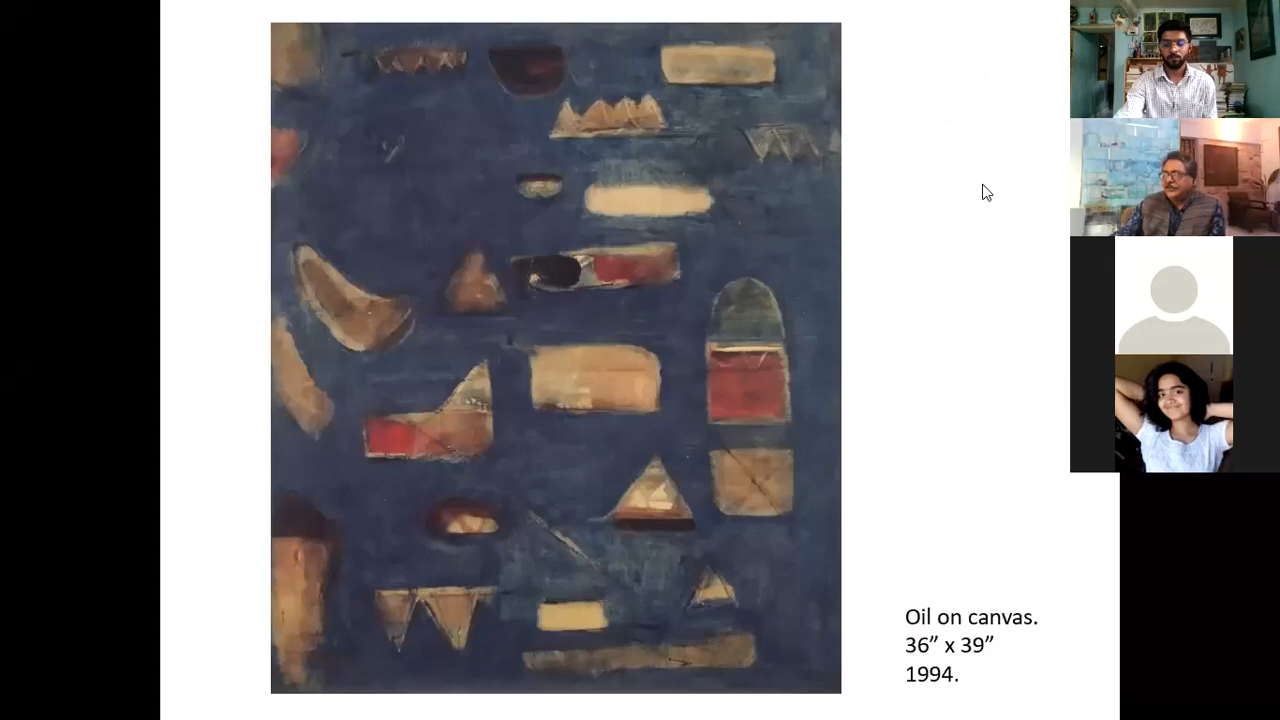 Oil on canvas.
36” x 39”
1994.